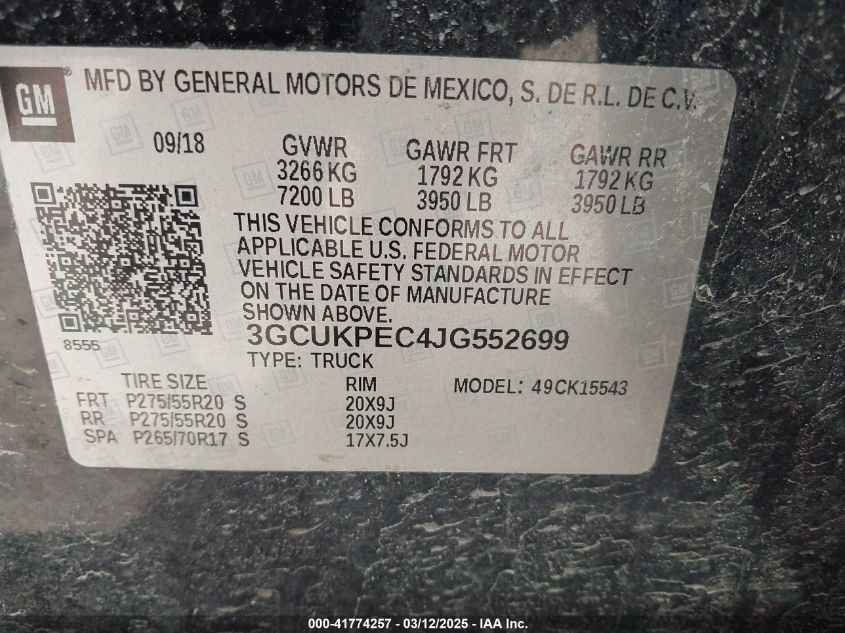 GM
MFD BY GENERAL MOTORS DE MEXICO, S. DE R.L. DE C.V.
09/18 GVWR GAWR FRT GAWR RR
3266 KG 1792 KG 1792 KG
7200 LB 3950 LB 3950 LB
THIS VEHICLE CONFORMS TO ALL
APPLICABLE U.S. FEDERAL MOTOR
VEHICLE SAFETY STANDARDS IN EFFECT
ON THE DATE OF MANUFACTURE
SHOWN ABOVE.
8555 3GCUKPEC4JG552699
TYPE: TRUCK
TIRE SIZE RIM MODEL: 49CK15543
FRT P275/55R20 S 20X9J
RR P275/55R20 S 20X9J
SPA P265/70R17 S 17X7.5J
000-41774257 - 03/12/2025 - IAA Inc.